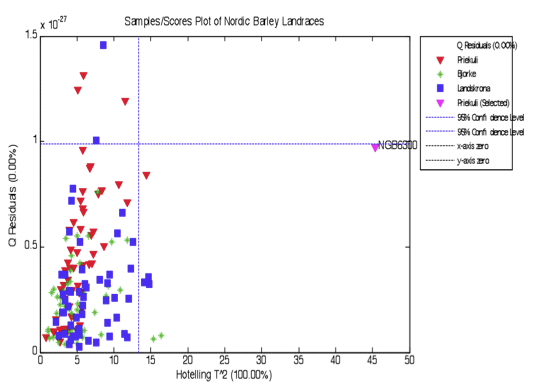 Samples/Scores Plot of Nordic Barley Landraces
x 10^-27
1.5
1
0.5
0
Q Residuals (0.00%)
0 5 10 15 20 25 30 35 40 45 50
Hotelling T^2 (100.00%)
NGB6300
Q Residuals (0.00%)
Priekuli
Bjorke
Landskrona
Priekuli (Selected)
95% Confidence Level
95% Confidence Level
x-axis zero
y-axis zero